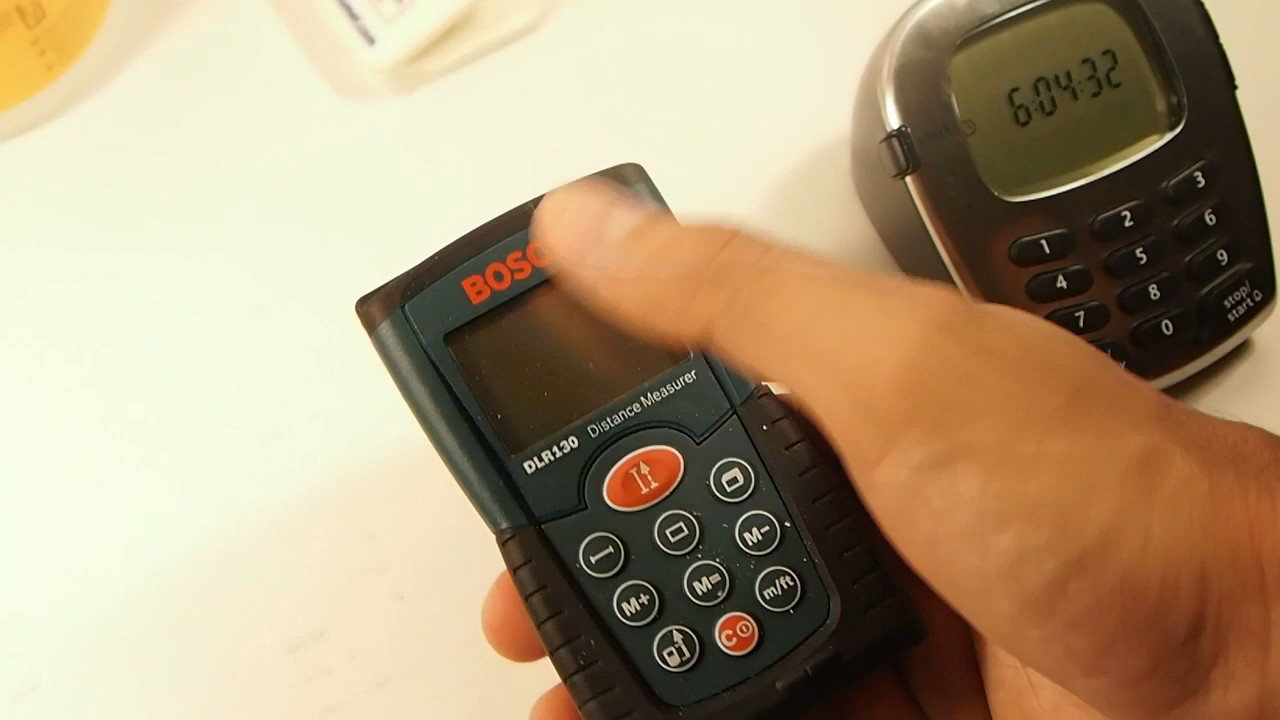 6:04:32
1 2 3
4 5 6
7 8 9
0 stop/
start
BOSC
DLR130 Distance Measurer
M-
M+ M= m/ft
C